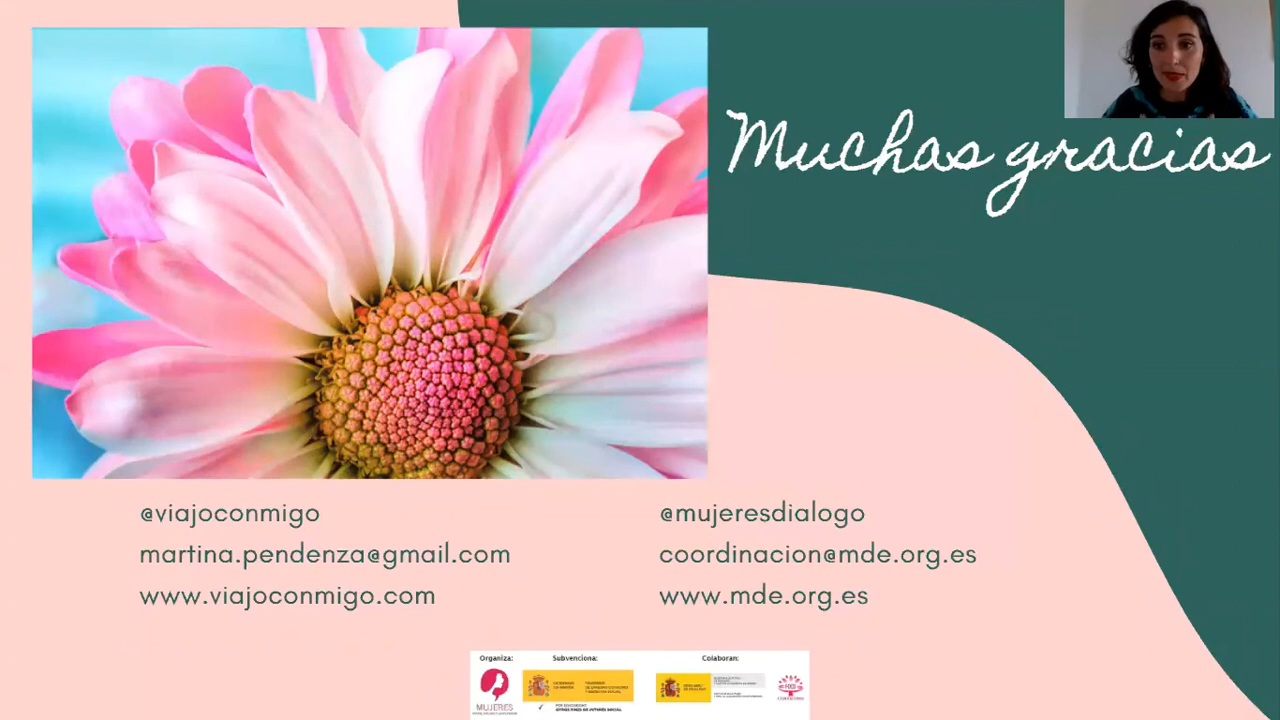 Muchas gracias
@viajoconmigo
martina.pendenza@gmail.com
www.viajoconmigo.com
@mujeresdialogo
coordinacion@mde.org.es
www.mde.org.es
Organiza:
Subvenciona:
Colaboran:
MUJERES